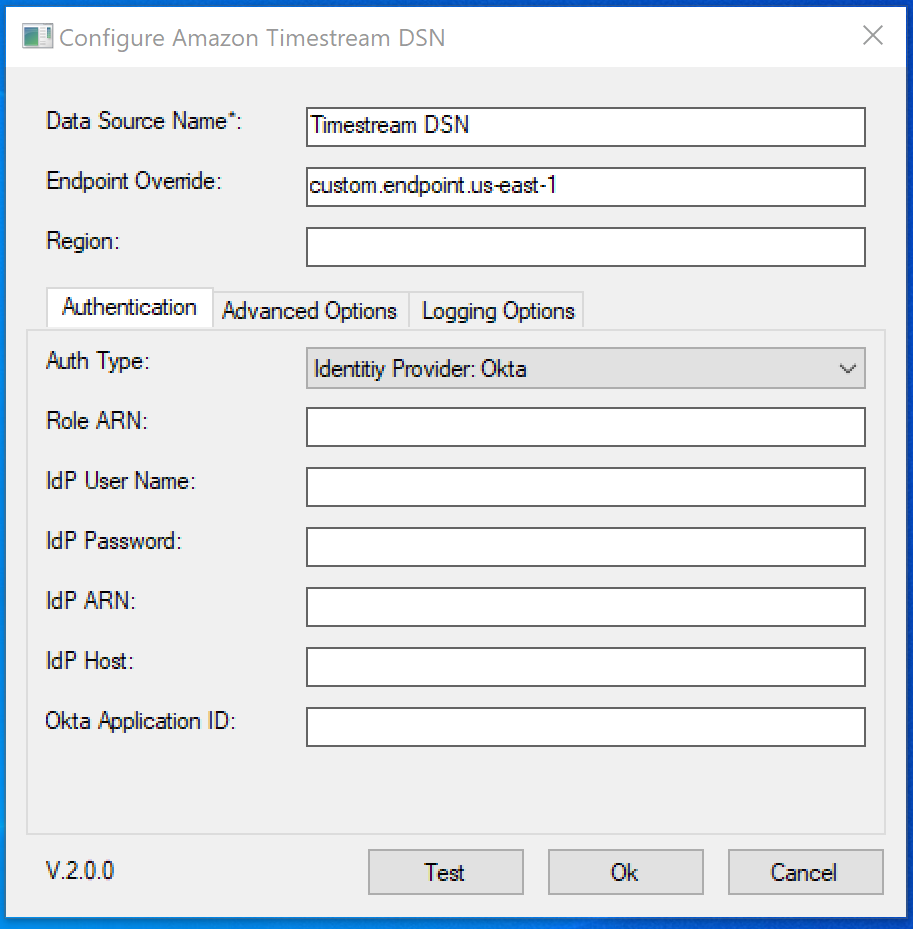 Configure Amazon Timestream DSN
Data Source Name*: Timestream DSN
Endpoint Override: custom.endpoint.us-east-1
Region:
Authentication Advanced Options Logging Options
Auth Type: Identitiy Provider: Okta
Role ARN:
IdP User Name:
IdP Password:
IdP ARN:
IdP Host:
Okta Application ID:
V.2.0.0 Test Ok Cancel